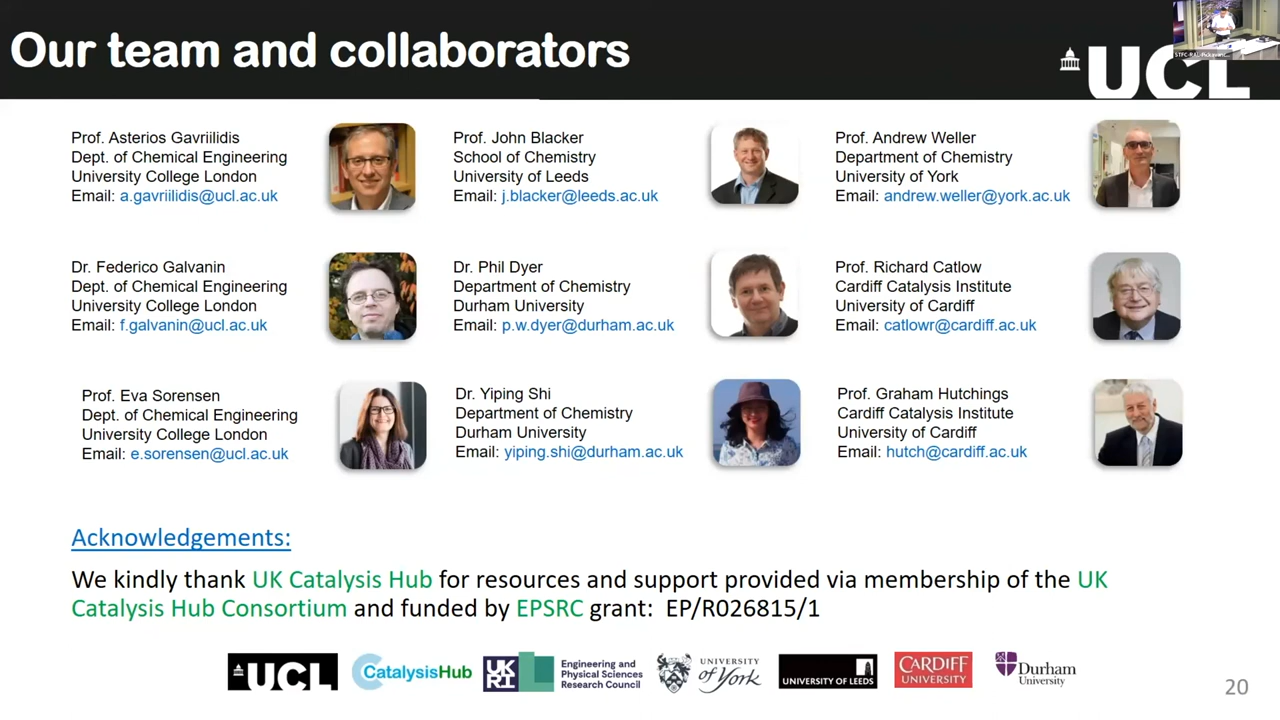 Our team and collaborators
UCL
Prof. Asterios Gavriilidis
Dept. of Chemical Engineering
University College London
Email: a.gavriilidis@ucl.ac.uk
Prof. John Blacker
School of Chemistry
University of Leeds
Email: j.blacker@leeds.ac.uk
Prof. Andrew Weller
Department of Chemistry
University of York
Email: andrew.weller@york.ac.uk
Dr. Federico Galvanin
Dept. of Chemical Engineering
University College London
Email: f.galvanin@ucl.ac.uk
Dr. Phil Dyer
Department of Chemistry
Durham University
Email: p.w.dyer@durham.ac.uk
Prof. Richard Catlow
Cardiff Catalysis Institute
University of Cardiff
Email: catlowr@cardiff.ac.uk
Prof. Eva Sorensen
Dept. of Chemical Engineering
University College London
Email: e.sorensen@ucl.ac.uk
Dr. Yiping Shi
Department of Chemistry
Durham University
Email: yiping.shi@durham.ac.uk
Prof. Graham Hutchings
Cardiff Catalysis Institute
University of Cardiff
Email: hutch@cardiff.ac.uk
Acknowledgements:
We kindly thank UK Catalysis Hub for resources and support provided via membership of the UK
Catalysis Hub Consortium and funded by EPSRC grant: EP/R026815/1
UCL
CatalysisHub
UKRI
Engineering and
Physical Sciences
Research Council
UNIVERSITY
of York
UNIVERSITY OF LEEDS
CARDIFF
UNIVERSITY
Durham
University
20